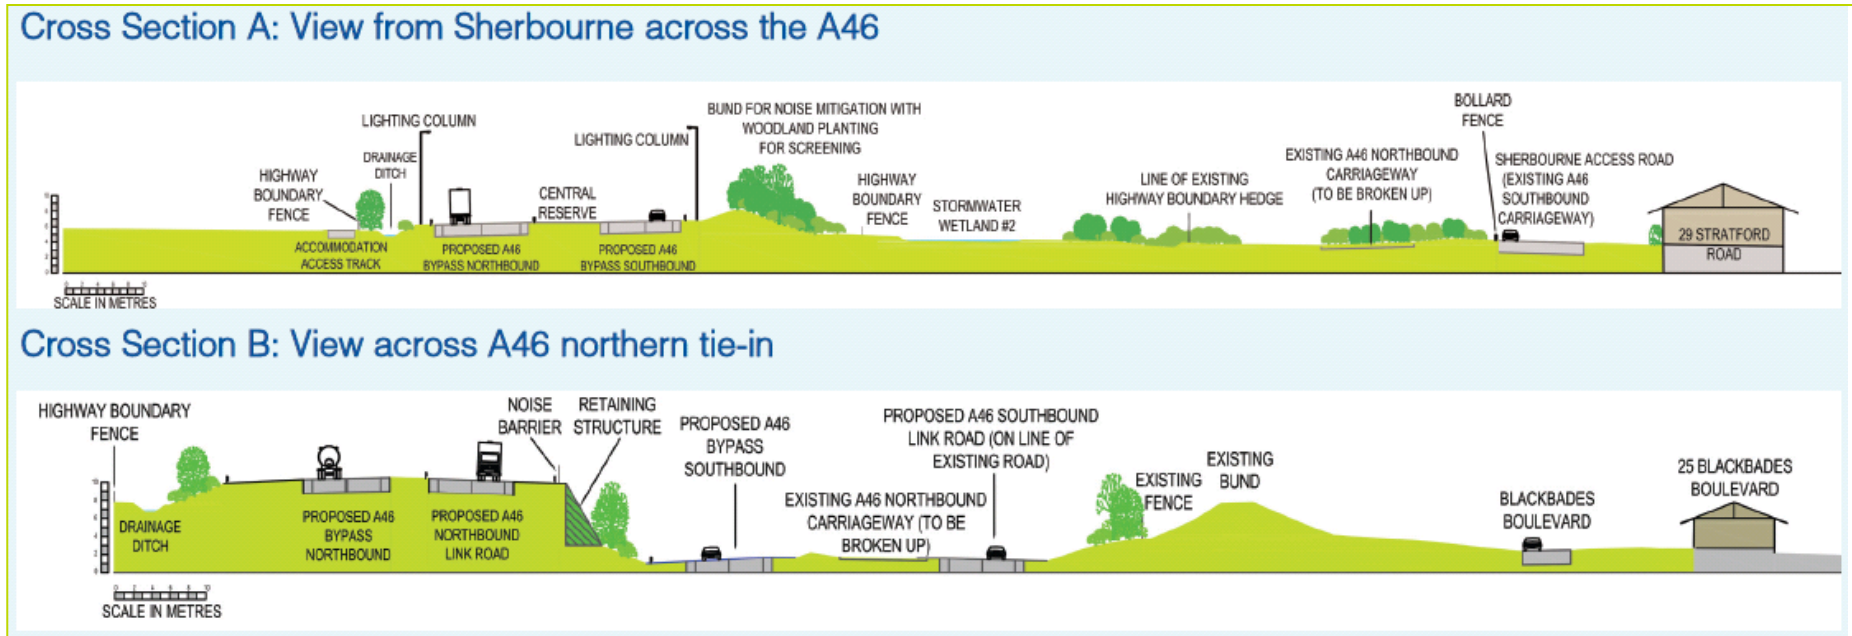 Cross Section A: View from Sherbourne across the A46
LIGHTING COLUMN
DRAINAGE
DITCH
HIGHWAY
BOUNDARY
FENCE
ACCOMMODATION
ACCESS TRACK
PROPOSED A46
BYPASS NORTHBOUND
CENTRAL
RESERVE
LIGHTING COLUMN
PROPOSED A46
BYPASS SOUTHBOUND
BUND FOR NOISE MITIGATION WITH
WOODLAND PLANTING
FOR SCREENING
HIGHWAY
BOUNDARY
FENCE
STORMWATER
WETLAND #2
LINE OF EXISTING
HIGHWAY BOUNDARY HEDGE
EXISTING A46 NORTHBOUND
CARRIAGEWAY
(TO BE BROKEN UP)
BOLLARD
FENCE
SHERBOURNE ACCESS ROAD
(EXISTING A46
SOUTHBOUND
CARRIAGEWAY)
29 STRATFORD
ROAD
SCALE IN METRES
Cross Section B: View across A46 northern tie-in
HIGHWAY BOUNDARY
FENCE
DRAINAGE
DITCH
PROPOSED A46
BYPASS
NORTHBOUND
PROPOSED A46
NORTHBOUND
LINK ROAD
NOISE
BARRIER
RETAINING
STRUCTURE
PROPOSED A46
BYPASS
SOUTHBOUND
EXISTING A46 NORTHBOUND
CARRIAGEWAY (TO BE
BROKEN UP)
PROPOSED A46 SOUTHBOUND
LINK ROAD (ON LINE OF
EXISTING ROAD)
EXISTING
FENCE
EXISTING
BUND
BLACKBADES
BOULEVARD
25 BLACKBADES
BOULEVARD
SCALE IN METRES